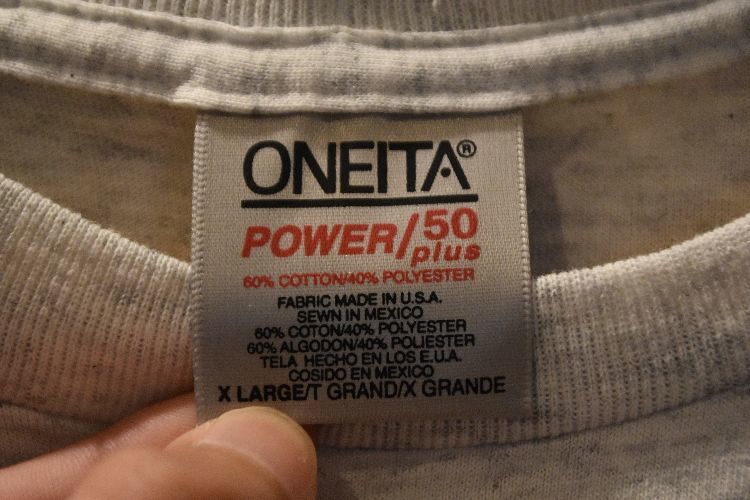 ONEITA®
POWER/50 plus
60% COTTON/40% POLYESTER
FABRIC MADE IN U.S.A.
SEWN IN MEXICO
60% COTON/40% POLYESTER
60% ALGODON/40% POLIESTER
TELA HECHO EN LOS E.U.A.
COSIDO EN MEXICO
X LARGE/T GRAND/X GRANDE